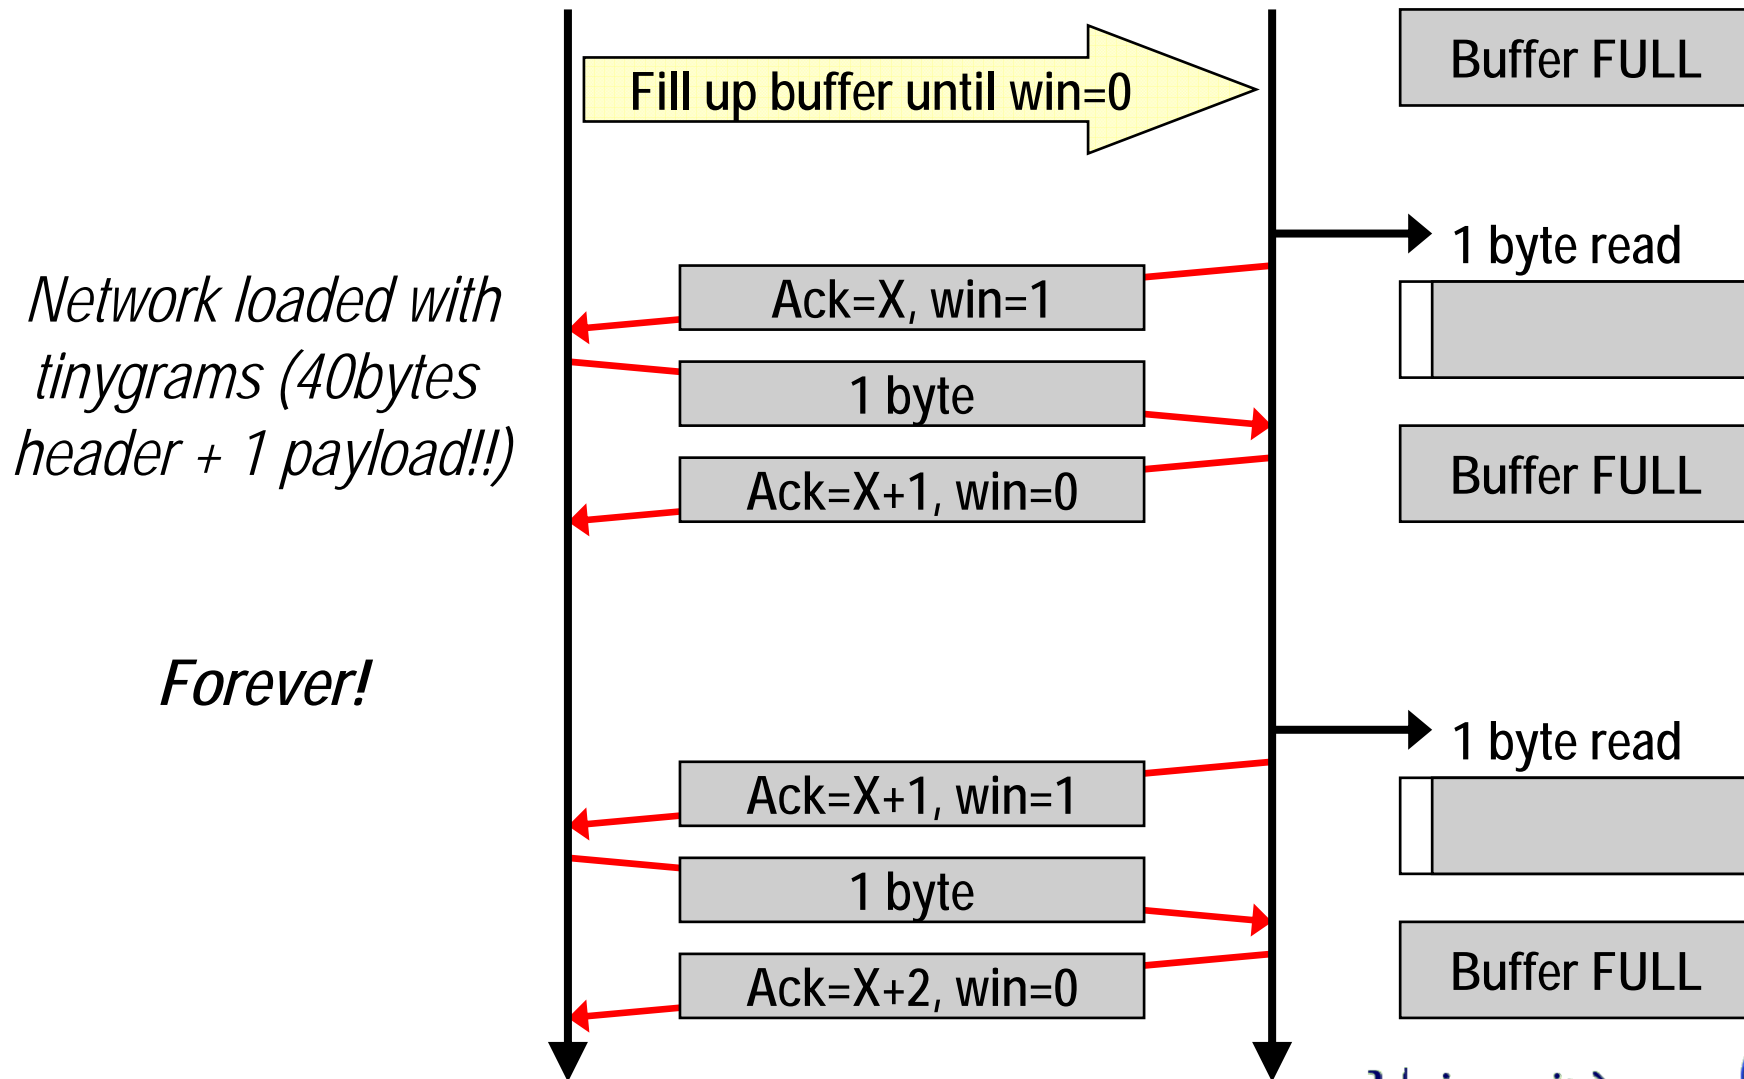 Buffer FULL
Fill up buffer until win=0
1 byte read
Ack=X, win=1
Network loaded with
tinygrams (40bytes
header + 1 payload!!)
1 byte
Ack=X+1, win=0
Buffer FULL
Forever!
1 byte read
Ack=X+1, win=1
1 byte
Ack=X+2, win=0
Buffer FULL